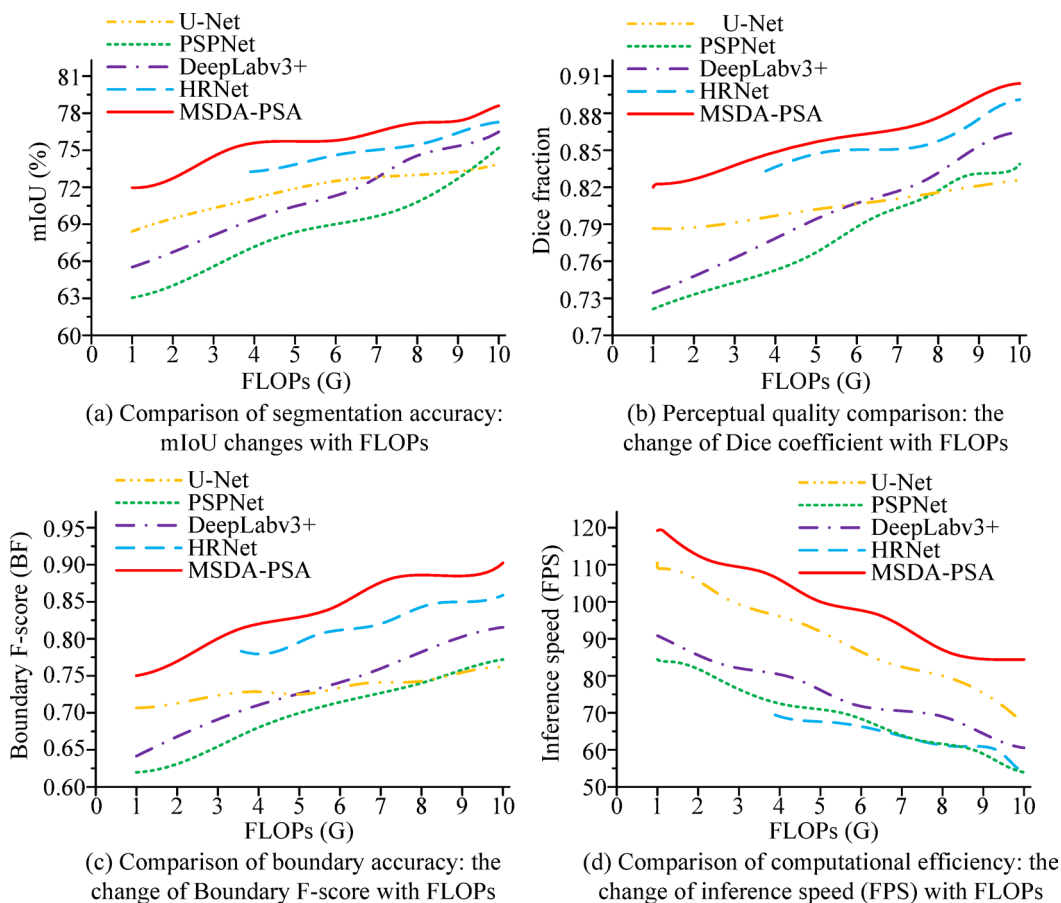 U-Net
PSPNet
DeepLabv3+
HRNet
MSDA-PSA
81
78
75
72
69
66
63
60
mIoU (%)
0 1 2 3 4 5 6 7 8 9 10
FLOPs (G)
(a) Comparison of segmentation accuracy:
mIoU changes with FLOPs
U-Net
PSPNet
DeepLabv3+
HRNet
MSDA-PSA
0.91
0.88
0.85
0.82
0.79
0.76
0.73
0.7
Dice fraction
0 1 2 3 4 5 6 7 8 9 10
FLOPs (G)
(b) Perceptual quality comparison: the
change of Dice coefficient with FLOPs
U-Net
PSPNet
DeepLabv3+
HRNet
MSDA-PSA
0.95
0.90
0.85
0.80
0.75
0.70
0.65
0.60
Boundary F-score (BF)
0 1 2 3 4 5 6 7 8 9 10
FLOPs (G)
(c) Comparison of boundary accuracy: the
change of Boundary F-score with FLOPs
U-Net
PSPNet
DeepLabv3+
HRNet
MSDA-PSA
120
110
100
90
80
70
60
50
Inference speed (FPS)
0 1 2 3 4 5 6 7 8 9 10
FLOPs (G)
(d) Comparison of computational efficiency: the
change of inference speed (FPS) with FLOPs